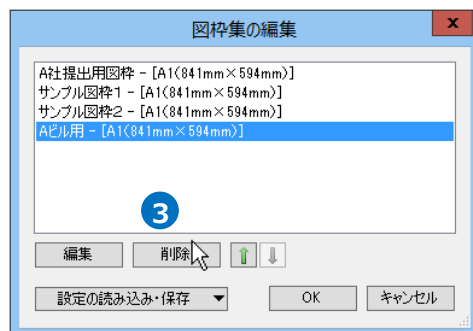 図枠集の編集
x
A社提出用図枠 - [A1(841mm×594mm)]
サンプル図枠1 - [A1(841mm×594mm)]
サンプル図枠2 - [A1(841mm×594mm)]
Aビル用 - [A1(841mm×594mm)]
3
編集 削除
設定の読み込み・保存 OK キャンセル